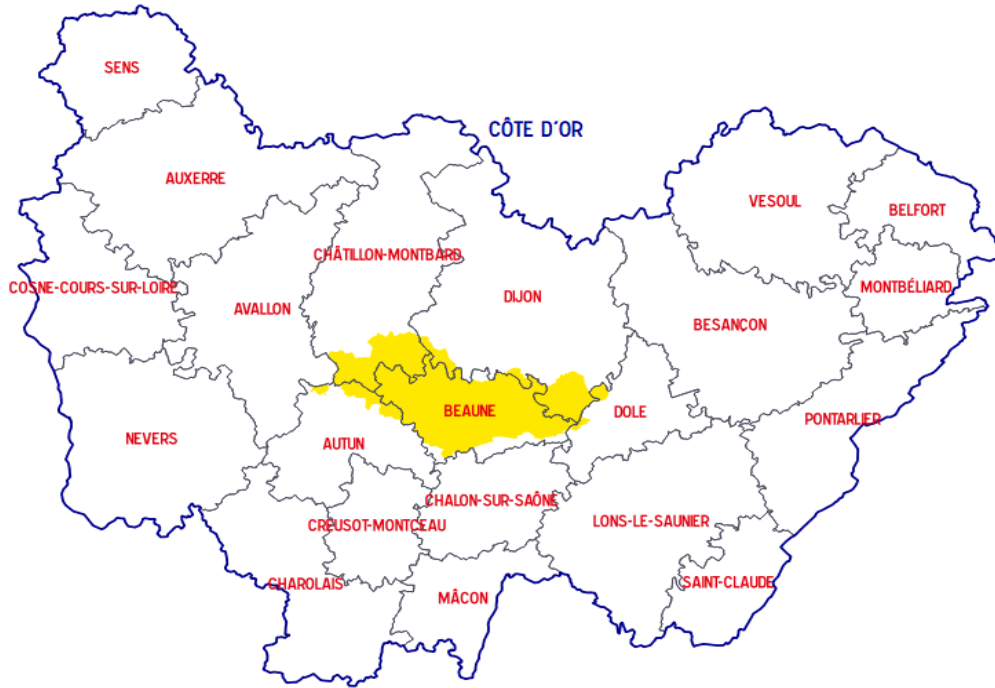 SENS
CÔTE D'OR
AUXERRE
VESOUL
BELFORT
CHÂTILLON-MONTBARD
COSNE-COURS-SUR-LOIRE
MONTBÉLIARD
DIJON
AVALLON
BESANÇON
BEAUNE
DOLE
PONTARLIER
NEVERS
AUTUN
CHALON-SUR-SAÔNE
LONS-LE-SAUNIER
CREUSOT-MONTCEAU
CHAROLAIS
SAINT-CLAUDE
MÂCON